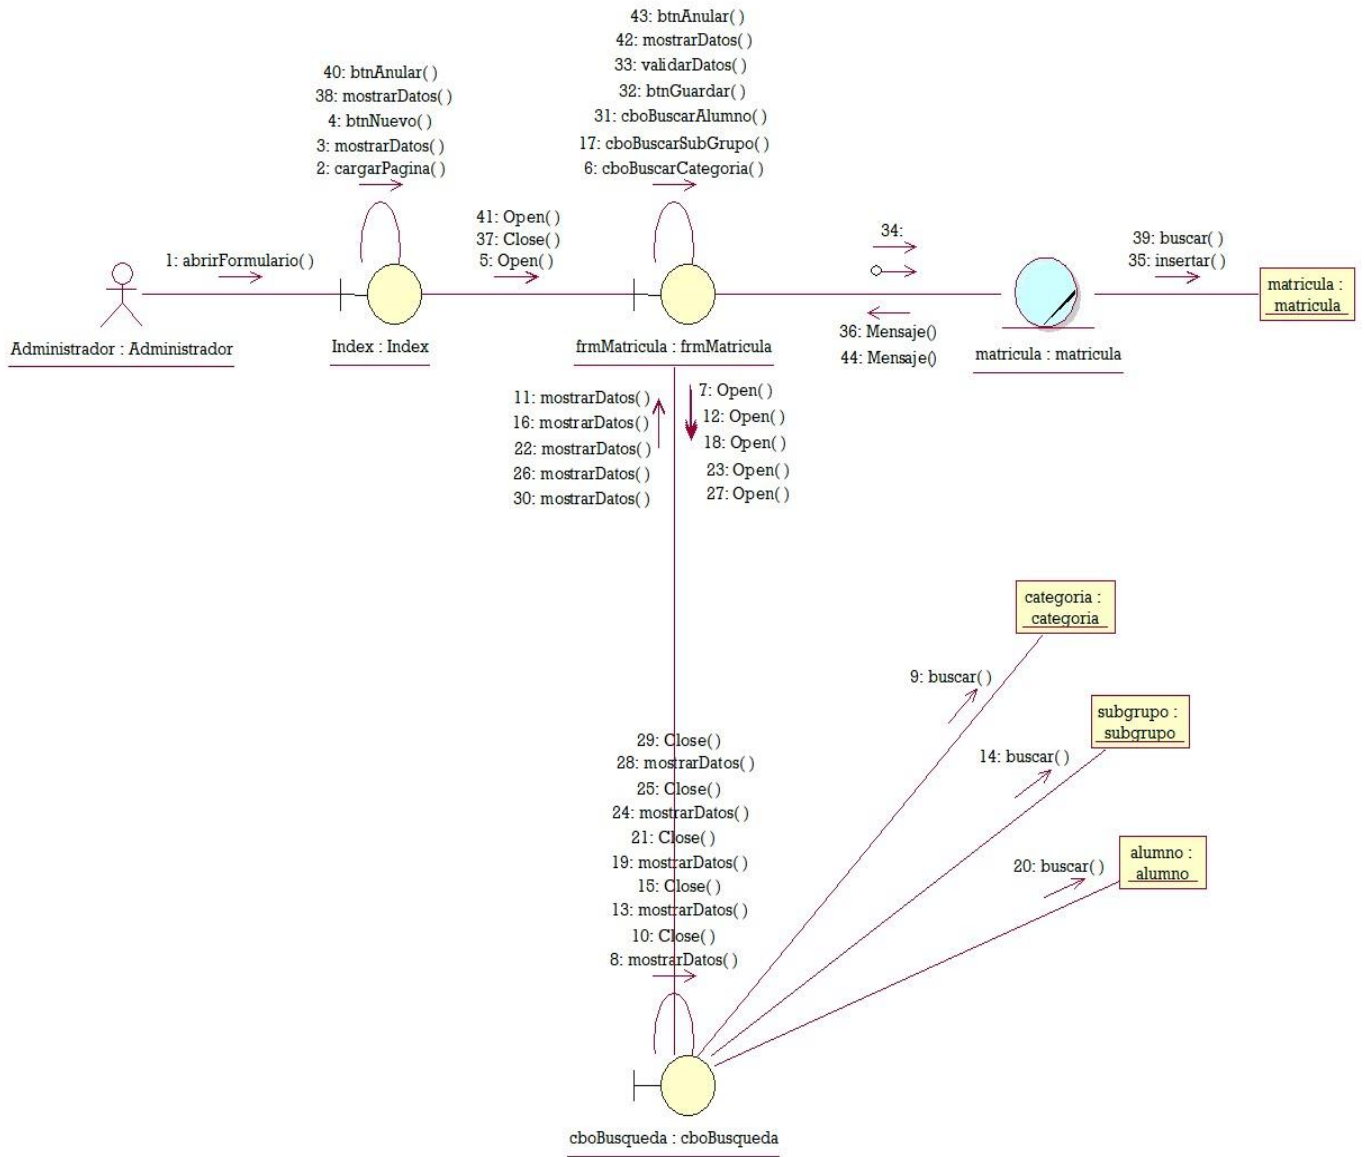 43: btnAnular( )
42: mostrarDatos( )
33: validarDatos( )
32: btnGuardar( )
31: cboBuscarAlumno( )
17: cboBuscarSubGrupo( )
6: cboBuscarCategoria( )
40: btnAnular( )
38: mostrarDatos( )
4: btnNuevo( )
3: mostrarDatos( )
2: cargarPagina( )
41: Open( )
37: Close( )
5: Open( )
1: abrirFormulario( )
34:
39: buscar( )
35: insertar( )
36: Mensaje()
44: Mensaje()
matricula :
matricula
Administrador : Administrador
Index : Index
frmMatricula : frmMatricula
matricula : matricula
11: mostrarDatos( )
16: mostrarDatos( )
22: mostrarDatos( )
26: mostrarDatos( )
30: mostrarDatos( )
7: Open( )
12: Open( )
18: Open( )
23: Open( )
27: Open( )
categoria :
categoria
9: buscar( )
subgrupo :
subgrupo
14: buscar( )
alumno :
alumno
20: buscar( )
29: Close( )
28: mostrarDatos( )
25: Close( )
24: mostrarDatos( )
21: Close( )
19: mostrarDatos( )
15: Close( )
13: mostrarDatos( )
10: Close( )
8: mostrarDatos( )
cboBusqueda : cboBusqueda